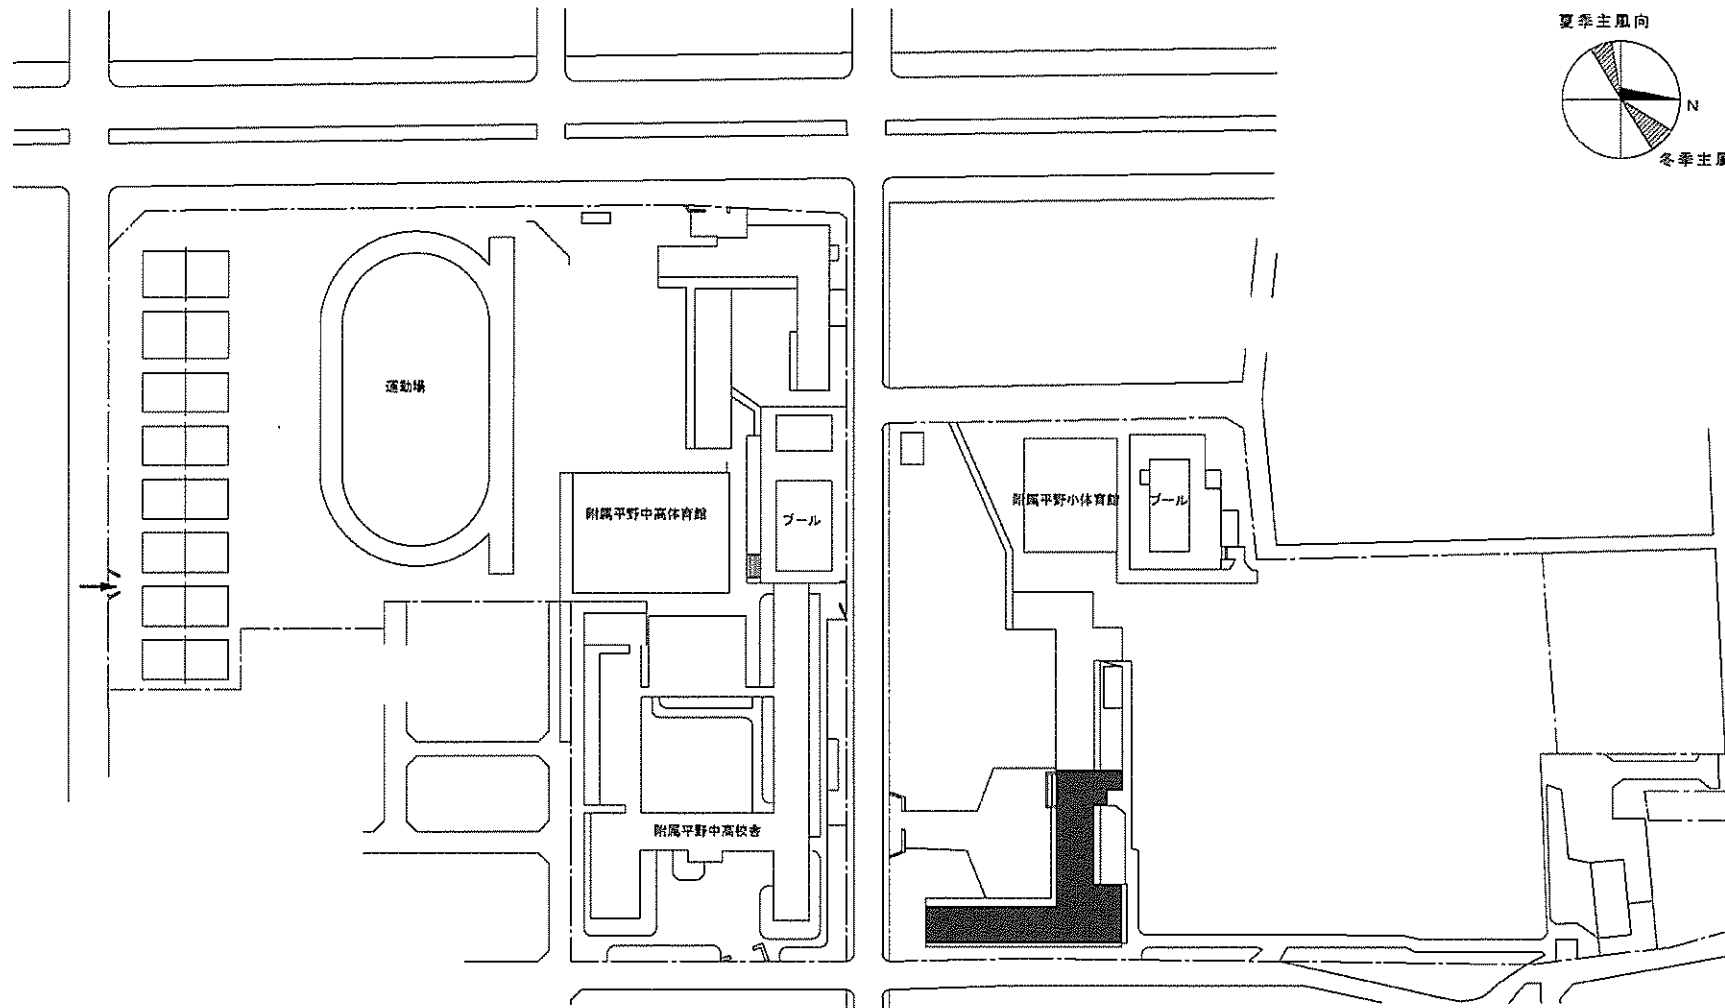 夏季主風向
N
冬季主風
運動場
附属平野中高体育館
プール
附属平野小体育館
プール
附属平野中高校舎